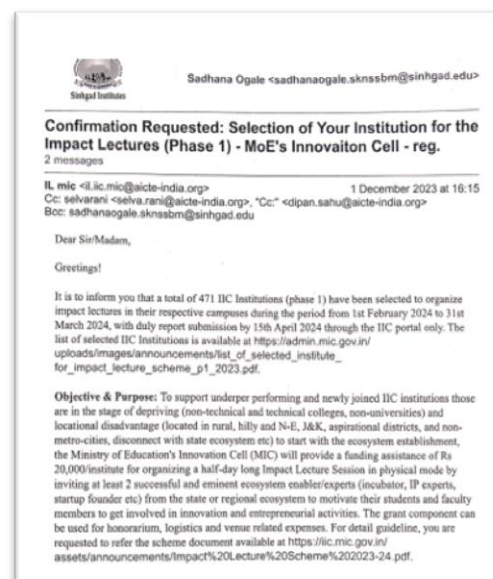 Sinhgad Institutes
Sadhana Ogale <sadhanaogale.sknssbm@sinhgad.edu>
Confirmation Requested: Selection of Your Institution for the
Impact Lectures (Phase 1) - MoE's Innovaiton Cell - reg.
2 messages
IL mic <il.iic.mic@aicte-india.org>
1 December 2023 at 16:15
Cc: selvarani <selva.rani@aicte-india.org>, "Cc:" <dipan.sahu@aicte-india.org>
Bcc: sadhanaogale.sknssbm@sinhgad.edu
Dear Sir/Madam,
Greetings!
It is to inform you that a total of 471 IIC Institutions (phase 1) have been selected to organize
impact lectures in their respective campuses during the period from 1st February 2024 to 31st
March 2024, with duly report submission by 15th April 2024 through the IIC portal only. The
list of selected IIC Institutions is available at https://admin.mic.gov.in/
uploads/images/announcements/list_of_selected_institute_
for_impact_lecture_scheme_p1_2023.pdf.
Objective & Purpose: To support underper performing and newly joined IIC institutions those
are in the stage of depriving (non-technical and technical colleges, non-universities) and
locational disadvantage (located in rural, hilly and N-E, J&K, aspirational districts, and non-
metro-cities, disconnect with state ecosystem etc) to start with the ecosystem establishment,
the Ministry of Education's Innovation Cell (MIC) will provide a funding assistance of Rs
20,000/institute for organizing a half-day long Impact Lecture Session in physical mode by
inviting at least 2 successful and eminent ecosystem enabler/experts (incubator, IP experts,
startup founder etc) from the state or regional ecosystem to motivate their students and faculty
members to get involved in innovation and entrepreneurial activities. The grant component can
be used for honorarium, logistics and venue related expenses. For detail guideline, you are
requested to refer the scheme document available at https://iic.mic.gov.in/
assets/announcements/Impact%20Lecture%20Scheme%202023-24.pdf.